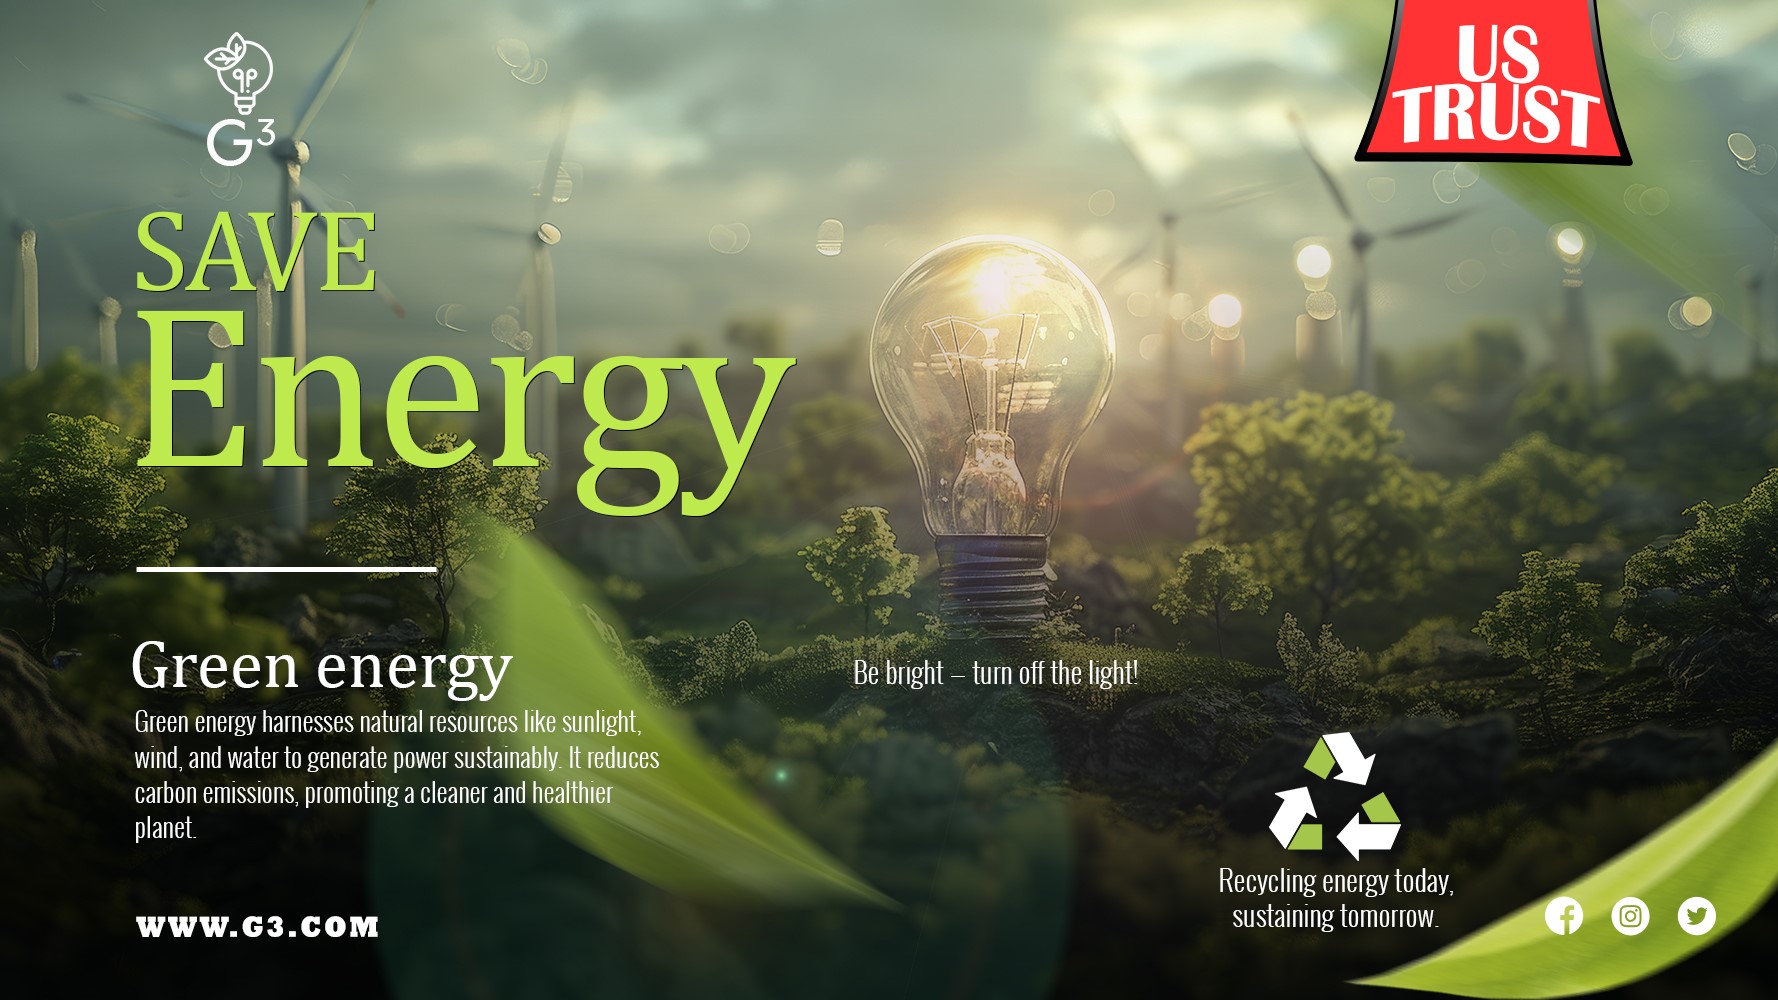 G3
US
TRUST
SAVE
Energy
Green energy
Green energy harnesses natural resources like sunlight,
wind, and water to generate power sustainably. It reduces
carbon emissions, promoting a cleaner and healthier
planet.
WWW.G3.COM
Be bright – turn off the light!
Recycling energy today,
sustaining tomorrow.